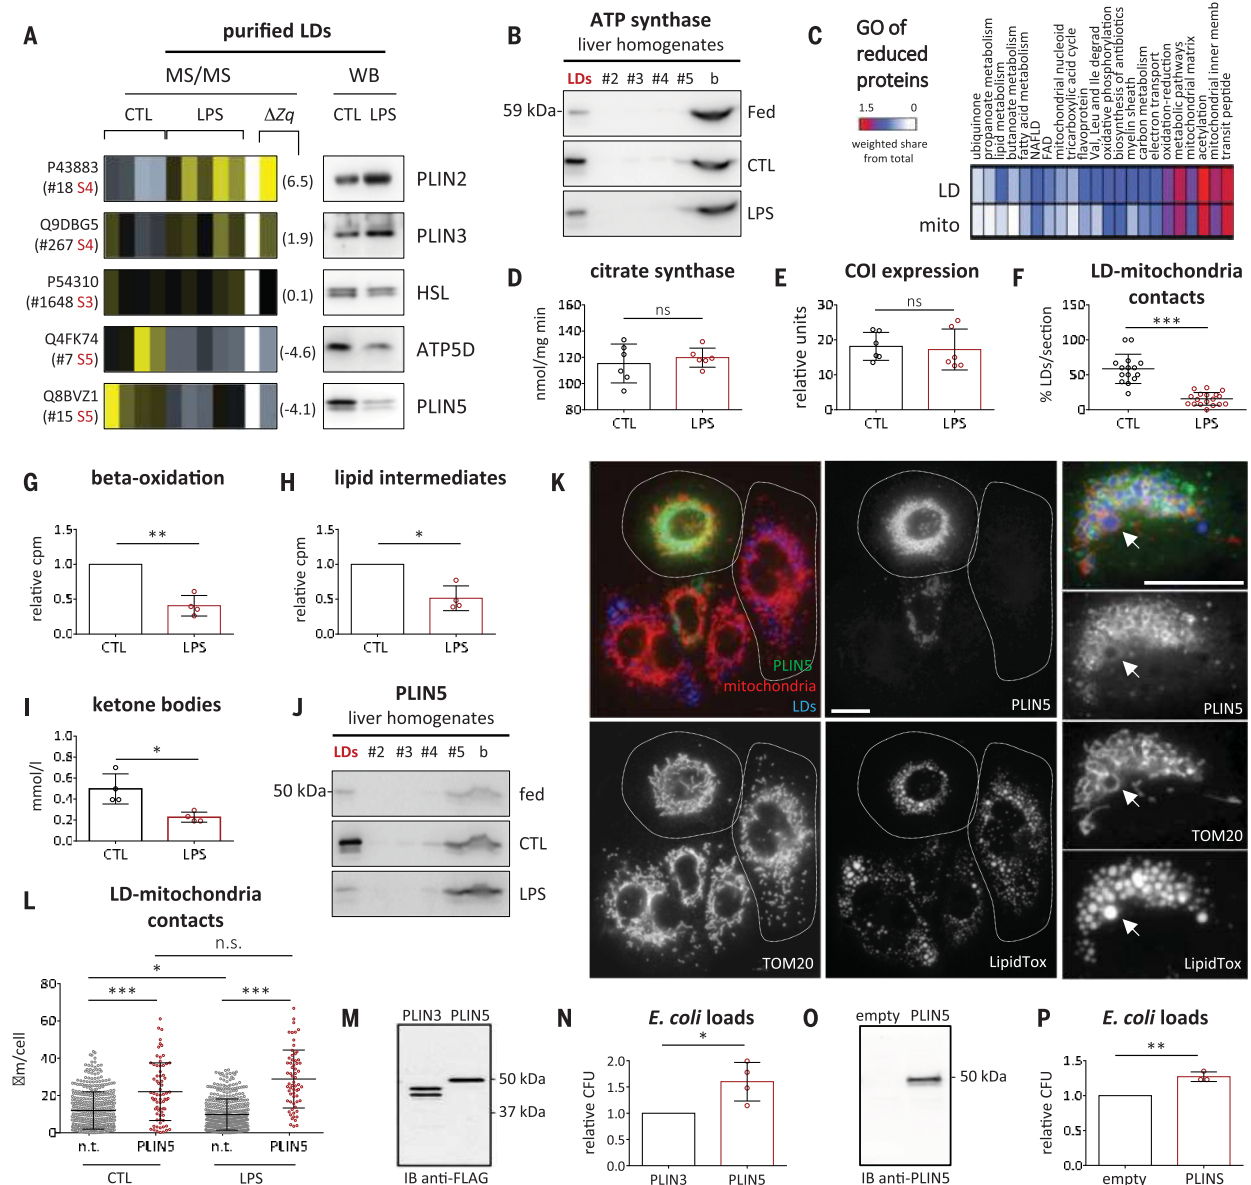 A
purified LDs
MS/MS
WB
CTL
LPS
ΔZq
CTL LPS
P43883
(#18 S4)
(6.5)
PLIN2
Q9DBG5
(#267 S4)
(1.9)
PLIN3
P54310
(#1648 S3)
(0.1)
HSL
Q4FK74
(#7 S5)
(-4.6)
ATP5D
Q8BVZ1
(#15 S5)
(-4.1)
PLIN5
B
ATP synthase
liver homogenates
LDs #2 #3 #4 #5 b
59 kDa-
Fed
CTL
LPS
C
GO of
reduced
proteins
1.5 0
weighted share
from total
ubiquinone
propanoate metabolism
lipid metabolism
butanoate metabolism
fatty acid metabolism
NAFLD
FAD
mitochondrial nucleoid
tricarboxylic acid cycle
flavoprotein
Val, Leu and Ile degrad
oxidative phosphorylation
biosynthesis of antibiotics
myelin sheath
carbon metabolism
electron transport
oxidation-reduction
metabolic pathways
mitochondrial matrix
acetylation
mitochondrial inner memb
transit peptide
LD
mito
D
citrate synthase
nmol/mg min
160
140
120
100
80
ns
CTL LPS
E
COI expression
relative units
30
20
10
0
ns
CTL LPS
F
LD-mitochondria
contacts
% LDs/section
150
100
50
0
***
CTL LPS
G
beta-oxidation
relative cpm
1.5
1.0
0.5
0.0
**
CTL LPS
H
lipid intermediates
relative cpm
1.5
1.0
0.5
0.0
*
CTL LPS
I
ketone bodies
mmol/l
1.0
0.8
0.6
0.4
0.2
0.0
*
CTL LPS
J
PLIN5
liver homogenates
LDs #2 #3 #4 #5 b
50 kDa-
fed
CTL
LPS
K
PLIN5
mitochondria
LDs
PLIN5
TOM20
LipidTox
PLIN5
TOM20
LipidTox
L
LD-mitochondria
contacts
n.s.
*
*** ***
m/cell
80
60
40
20
0
n.t. PLIN5 n.t. PLIN5
CTL LPS
M
PLIN3 PLIN5
- 50 kDa
- 37 kDa
IB anti-FLAG
N
E. coli loads
relative CFU
2.0
1.5
1.0
0.5
0.0
*
PLIN3 PLIN5
O
empty PLIN5
- 50 kDa
IB anti-PLIN5
P
E. coli loads
relative CFU
1.5
1.0
0.5
0.0
**
empty PLINS